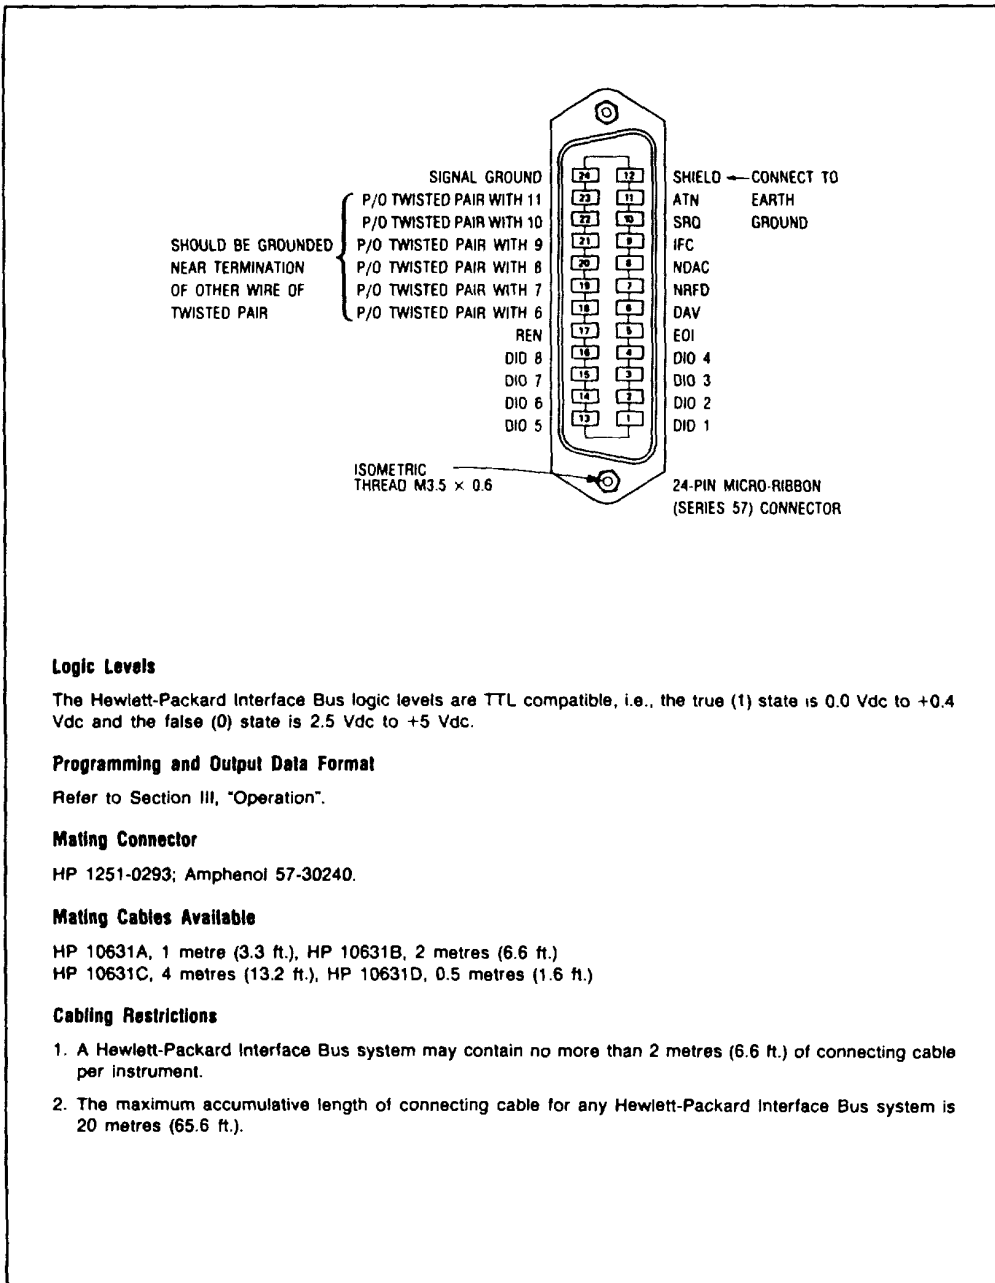 SIGNAL GROUND 24 12 SHIELD CONNECT TO
P/O TWISTED PAIR WITH 11 23 11 ATN EARTH
P/O TWISTED PAIR WITH 10 22 10 SRQ GROUND
SHOULD BE GROUNDED P/O TWISTED PAIR WITH 9 21 9 IFC
NEAR TERMINATION P/O TWISTED PAIR WITH 8 20 8 NDAC
OF OTHER WIRE OF P/O TWISTED PAIR WITH 7 19 7 NRFD
TWISTED PAIR P/O TWISTED PAIR WITH 6 18 6 DAV
REN 17 5 EOI
DIO 8 16 4 DIO 4
DIO 7 15 3 DIO 3
DIO 6 14 2 DIO 2
DIO 5 13 1 DIO 1
ISOMETRIC
THREAD M3.5 × 0.6
24-PIN MICRO-RIBBON
(SERIES 57) CONNECTOR
Logic Levels
The Hewlett-Packard Interface Bus logic levels are TTL compatible, i.e., the true (1) state is 0.0 Vdc to +0.4
Vdc and the false (0) state is 2.5 Vdc to +5 Vdc.
Programming and Output Data Format
Refer to Section III, "Operation".
Mating Connector
HP 1251-0293; Amphenol 57-30240.
Mating Cables Available
HP 10631A, 1 metre (3.3 ft.), HP 10631B, 2 metres (6.6 ft.)
HP 10631C, 4 metres (13.2 ft.), HP 10631D, 0.5 metres (1.6 ft.)
Cabling Restrictions
1. A Hewlett-Packard Interface Bus system may contain no more than 2 metres (6.6 ft.) of connecting cable
per instrument.
2. The maximum accumulative length of connecting cable for any Hewlett-Packard Interface Bus system is
20 metres (65.6 ft.).